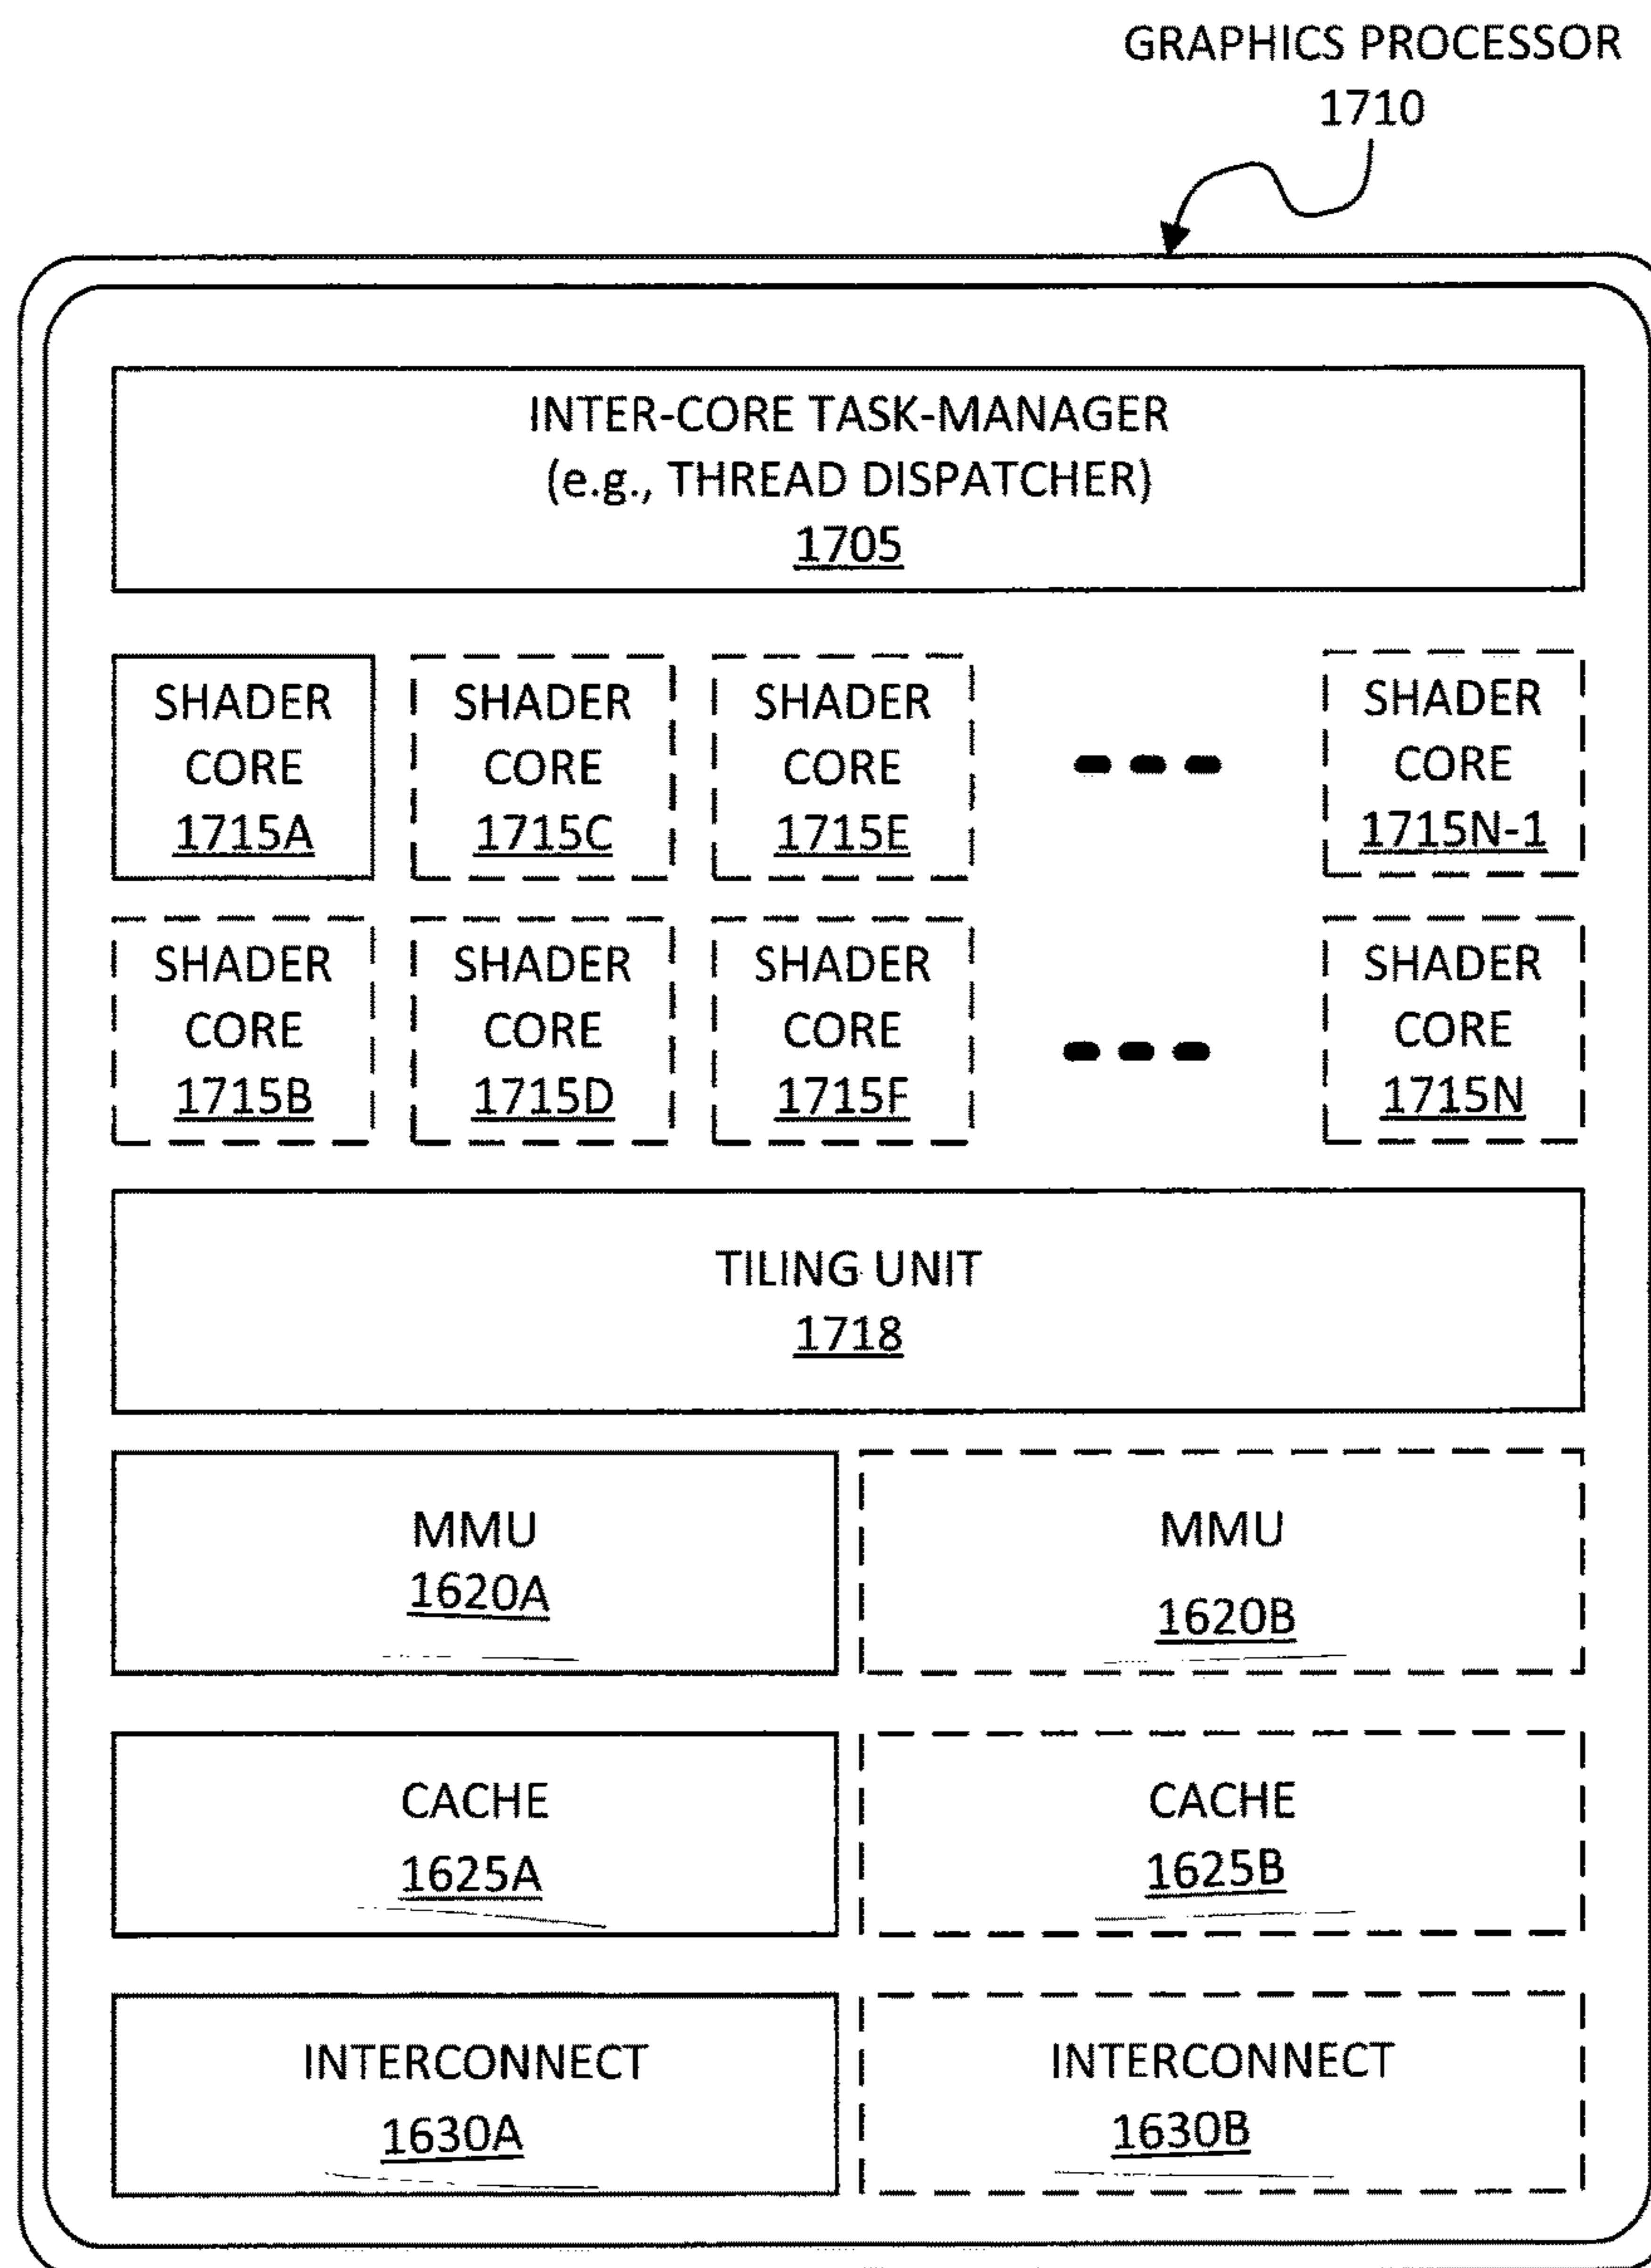 GRAPHICS PROCESSOR
1710
INTER-CORE TASK-MANAGER
(e.g., THREAD DISPATCHER)
1705
SHADER
CORE
1715A
SHADER
CORE
1715C
SHADER
CORE
1715E
SHADER
CORE
1715N-1
SHADER
CORE
1715B
SHADER
CORE
1715D
SHADER
CORE
1715F
SHADER
CORE
1715N
TILING UNIT
1718
MMU
1620A
MMU
1620B
CACHE
1625A
CACHE
1625B
INTERCONNECT
1630A
INTERCONNECT
1630B